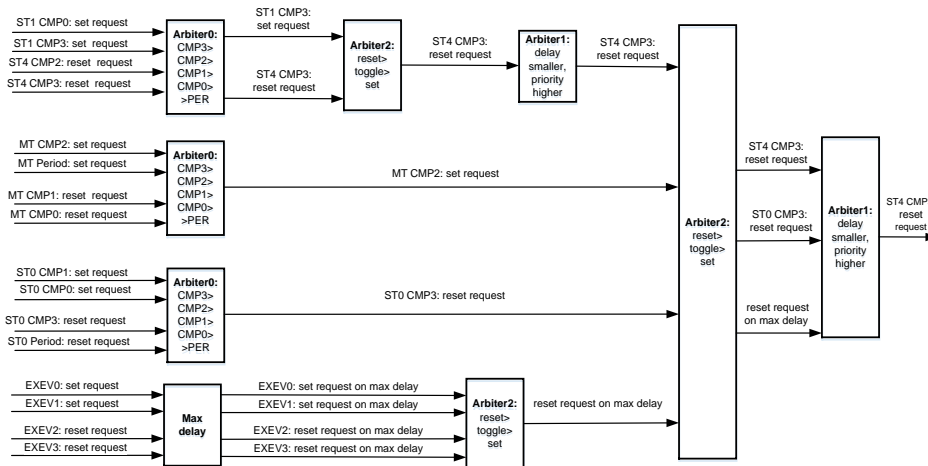 ST1 CMP0: set request
ST1 CMP3: set request
ST4 CMP2: reset request
ST4 CMP3: reset request
Arbiter0:
CMP3>
CMP2>
CMP1>
CMP0>
>PER
ST1 CMP3:
set request
ST4 CMP3:
reset request
Arbiter2:
reset>
toggle>
set
ST4 CMP3:
reset request
Arbiter1:
delay
smaller,
priority
higher
ST4 CMP3:
reset request
MT CMP2: set request
MT Period: set request
MT CMP1: reset request
MT CMP0: reset request
Arbiter0:
CMP3>
CMP2>
CMP1>
CMP0>
>PER
MT CMP2: set request
ST0 CMP1: set request
ST0 CMP0: set request
ST0 CMP3: reset request
ST0 Period: reset request
Arbiter0:
CMP3>
CMP2>
CMP1>
CMP0>
>PER
ST0 CMP3: reset request
EXEV0: set request
EXEV1: set request
EXEV2: reset request
EXEV3: reset request
Max
delay
EXEV0: set request on max delay
EXEV1: set request on max delay
EXEV2: reset request on max delay
EXEV3: reset request on max delay
Arbiter2:
reset>
toggle>
set
reset request on max delay
Arbiter2:
reset>
toggle>
set
ST4 CMP3:
reset request
ST0 CMP3:
reset request
reset request
on max delay
Arbiter1:
delay
smaller,
priority
higher
ST4 CMP
reset
request